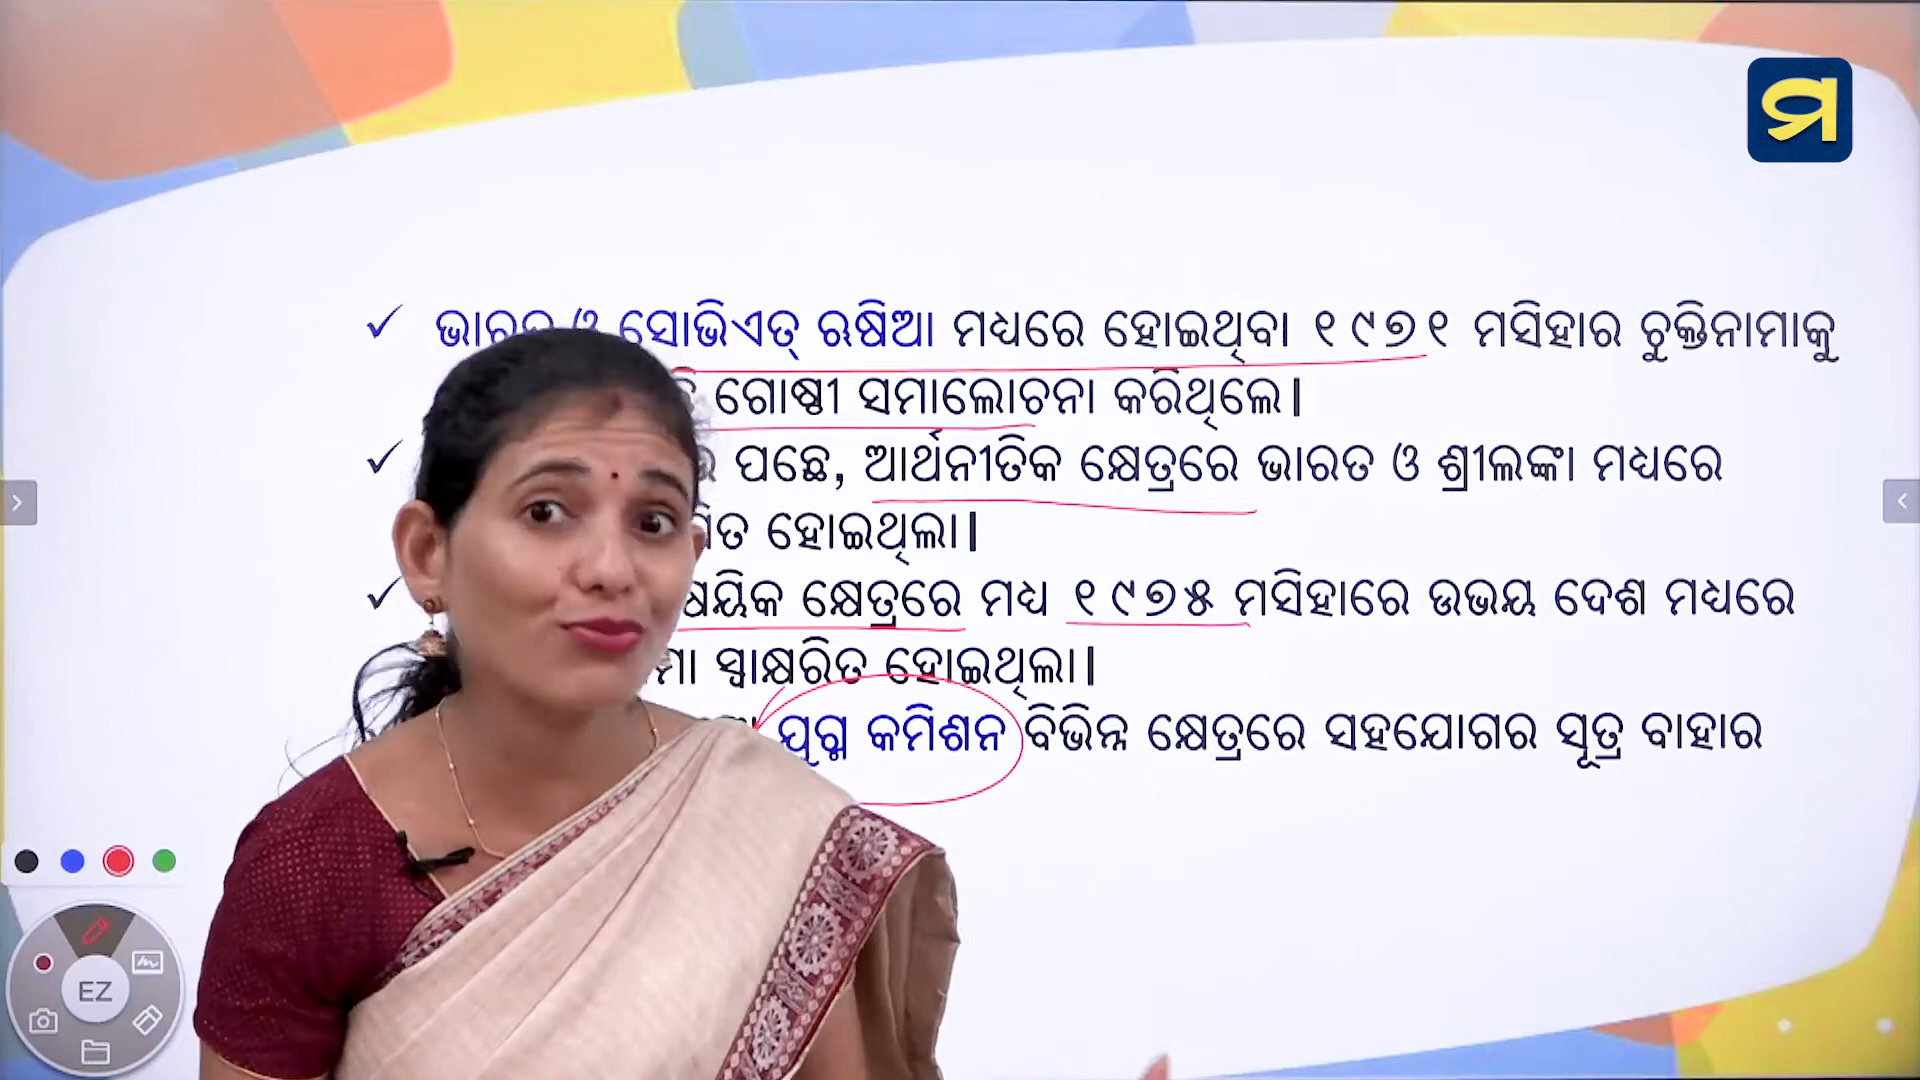 ମ
ଭାରତ ଓ ସୋଭିଏତ୍ ଋଷିଆ ମଧ୍ୟରେ ହୋଇଥିବା ୧୯୭୧ ମସିହାର ଚୁକ୍ତିନାମାକୁ
ଗୋଷ୍ଠୀ ସମାଲୋଚନା କରିଥିଲେ।
ପଛେ, ଆର୍ଥନୀତିକ କ୍ଷେତ୍ରରେ ଭାରତ ଓ ଶ୍ରୀଲଙ୍କା ମଧ୍ୟରେ
ହୋଇଥିଲା।
କ୍ଷେତ୍ରରେ ମଧ୍ୟ ୧୯୭୫ ମସିହାରେ ଉଭୟ ଦେଶ ମଧ୍ୟରେ
ସ୍ୱାକ୍ଷରିତ ହୋଇଥିଲା।
ଯୁଗ୍ମ କମିଶନ ବିଭିନ୍ନ କ୍ଷେତ୍ରରେ ସହଯୋଗର ସୂତ୍ର ବାହାର
EZ